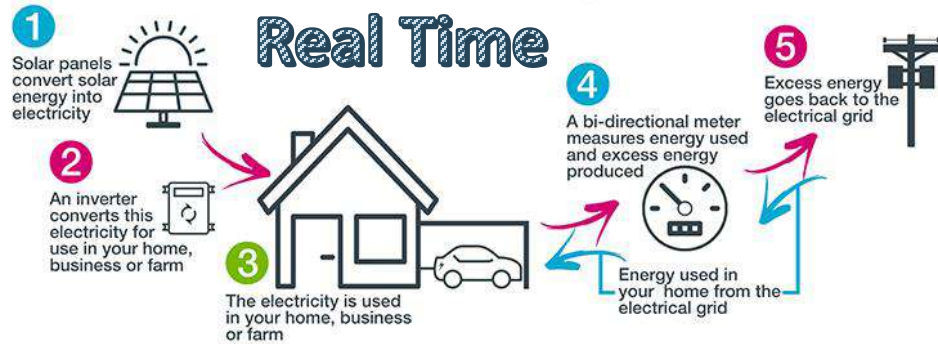 Real Time
1
Solar panels
convert solar
energy into
electricity
2
An inverter
converts this
electricity for
use in your home,
business or farm
3
The electricity is used
in your home, business
or farm
4
A bi-directional meter
measures energy used
and excess energy
produced
5
Excess energy
goes back to the
electrical grid
Energy used in
your home from the
electrical grid